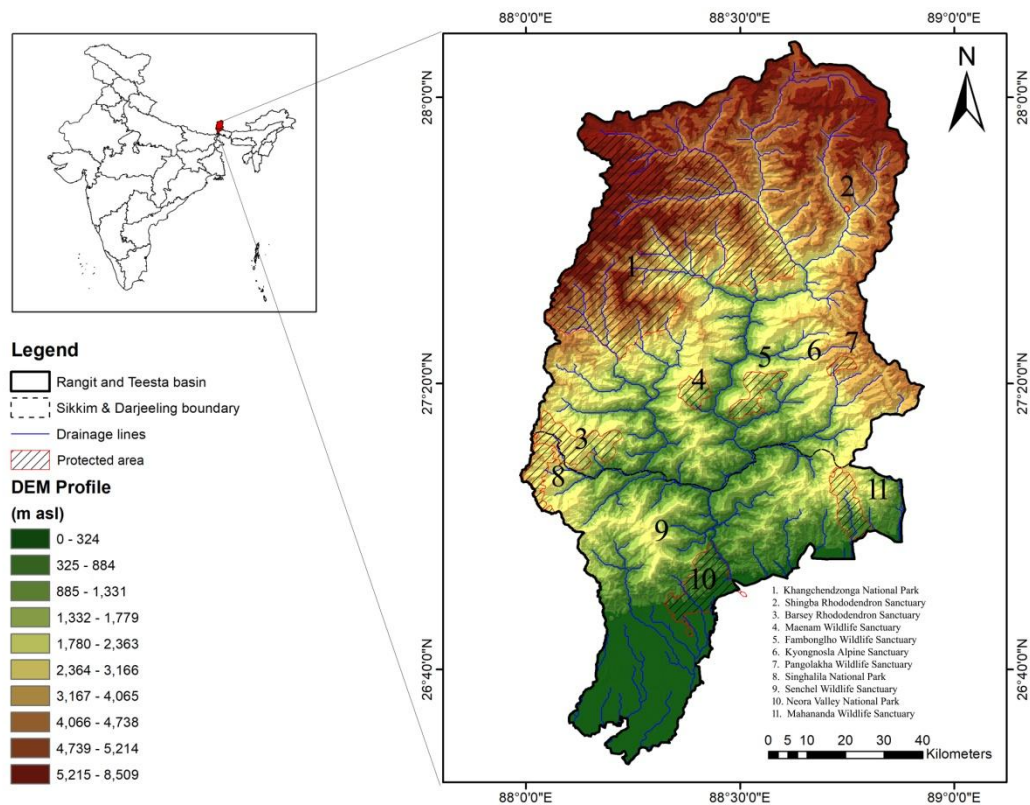 88°0'0"E 88°30'0"E 89°0'0"E
N
28°0'0"N
28°0'0"N
2
1
6
7
5
4
27°20'0"N
27°20'0"N
3
8
11
9
10
26°40'0"N
26°40'0"N
Legend
Rangit and Teesta basin
Sikkim & Darjeeling boundary
Drainage lines
Protected area
DEM Profile
(m asl)
0 - 324
325 - 884
885 - 1,331
1,332 - 1,779
1,780 - 2,363
2,364 - 3,166
3,167 - 4,065
4,066 - 4,738
4,739 - 5,214
5,215 - 8,509
1. Khangchendzonga National Park
2. Shingba Rhododendron Sanctuary
3. Barsey Rhododendron Sanctuary
4. Maenam Wildlife Sanctuary
5. Fambonglho Wildlife Sanctuary
6. Kyongnosla Alpine Sanctuary
7. Pangolakha Wildlife Sanctuary
8. Singhalila National Park
9. Senchel Wildlife Sanctuary
10. Neora Valley National Park
11. Mahananda Wildlife Sanctuary
0 5 10 20 30 40
Kilometers
88°0'0"E 88°30'0"E 89°0'0"E